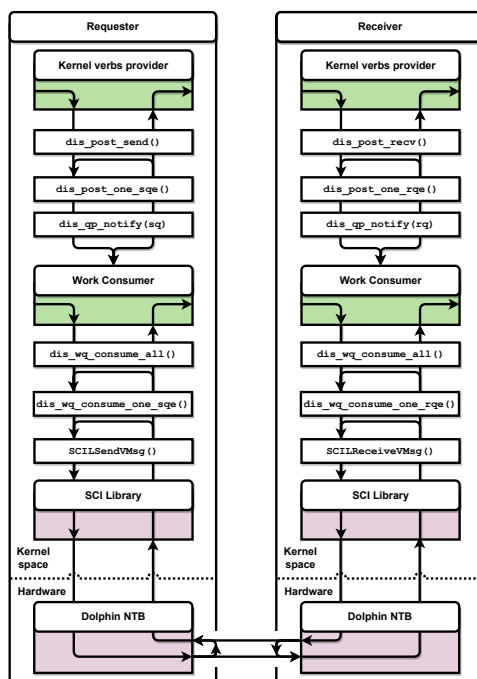 Requester
Kernel verbs provider
dis_post_send()
dis_post_one_sqe()
dis_qp_notify(sq)
Work Consumer
dis_wq_consume_all()
dis_wq_consume_one_sqe()
SCILSendVMsg()
SCI Library
Kernel
space
Hardware
Dolphin NTB
Receiver
Kernel verbs provider
dis_post_recv()
dis_post_one_rqe()
dis_qp_notify(rq)
Work Consumer
dis_wq_consume_all()
dis_wq_consume_one_rqe()
SCILReceiveVMsg()
SCI Library
Kernel
space
Hardware
Dolphin NTB